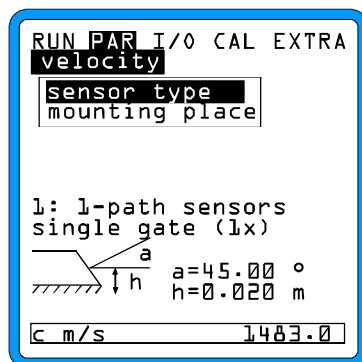 RUN PAR I/O CAL EXTRA
velocity
sensor type
mounting place
1: 1-path sensors
single gate (1x)
a
h
a=45.00 °
h=0.020 m
c m/s 1483.0